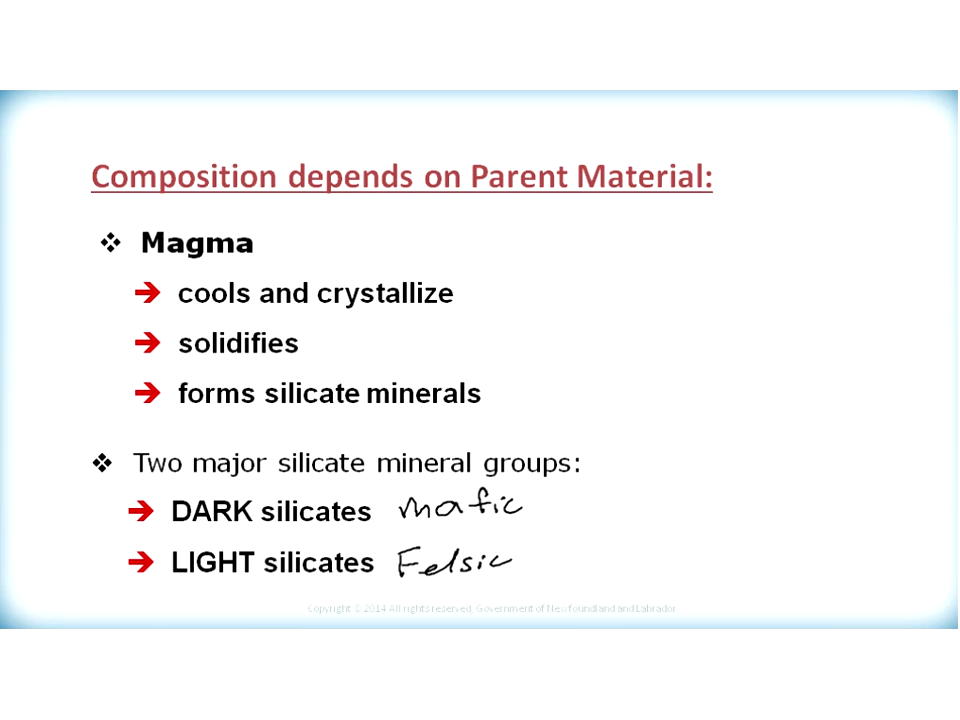 Composition depends on Parent Material:
❖ Magma
➔ cools and crystallize
➔ solidifies
➔ forms silicate minerals
❖ Two major silicate mineral groups:
➔ DARK silicates mafic
➔ LIGHT silicates Felsic
Copyright © 2014 All rights reserved, Government of Newfoundland and Labrador